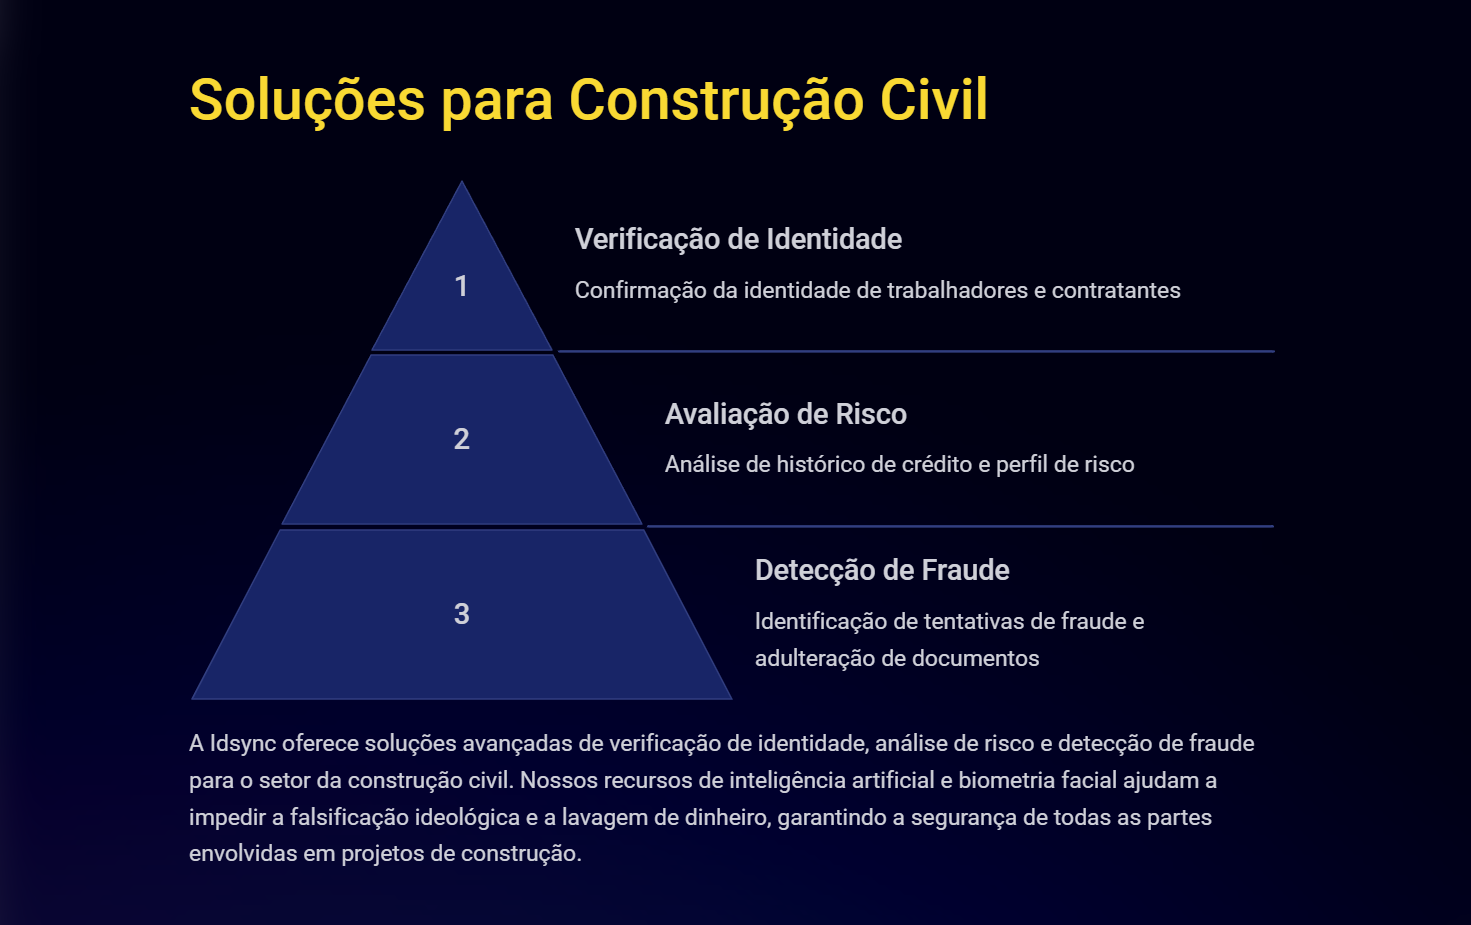 Soluções para Construção Civil
1
Verificação de Identidade
Confirmação da identidade de trabalhadores e contratantes
2
Avaliação de Risco
Análise de histórico de crédito e perfil de risco
3
Detecção de Fraude
Identificação de tentativas de fraude e
adulteração de documentos
A Idsync oferece soluções avançadas de verificação de identidade, análise de risco e detecção de fraude
para o setor da construção civil. Nossos recursos de inteligência artificial e biometria facial ajudam a
impedir a falsificação ideológica e a lavagem de dinheiro, garantindo a segurança de todas as partes
envolvidas em projetos de construção.